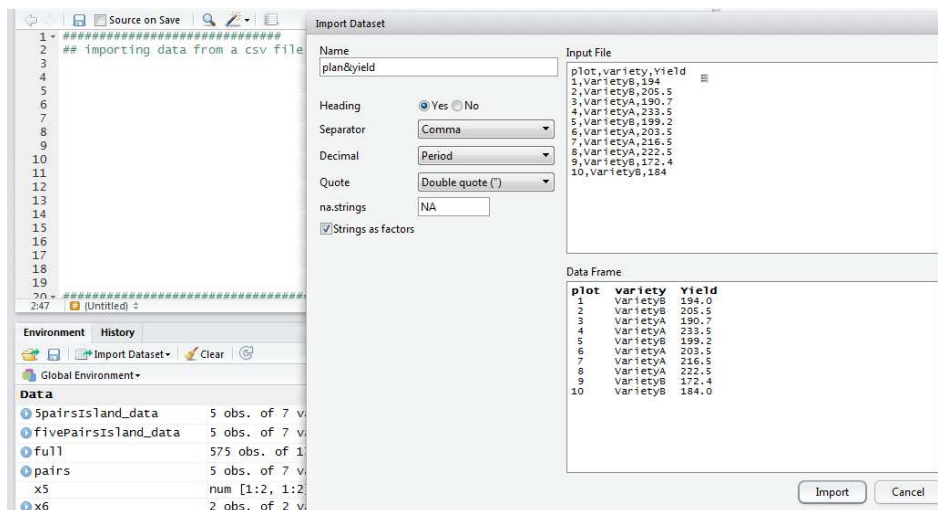 Source on Save
1 ##############################
2 ## importing data from a csv file
3
4
5
6
7
8
9
10
11
12
13
14
15
16
17
18
19
20
2:47 (Untitled)
Environment History
Import Dataset Clear
Global Environment
Data
5pairsIsland_data 5 obs. of 7 va
fivePairsIsland_data 5 obs. of 7 va
full 575 obs. of 1
pairs 5 obs. of 7 va
x5 num [1:2, 1:2
x6 2 obs. of 2 va
Import Dataset
Name
plan&yield
Heading Yes No
Separator Comma
Decimal Period
Quote Double quote (")
na.strings NA
Strings as factors
Input File
plot,variety,Yield
1,VarietyB,194
2,VarietyB,205.5
3,VarietyA,190.7
4,VarietyA,233.5
5,VarietyB,199.2
6,VarietyA,203.5
7,VarietyA,216.5
8,VarietyA,222.5
9,VarietyB,172.4
10,VarietyB,184
Data Frame
plot variety Yield
1 VarietyB 194.0
2 VarietyB 205.5
3 VarietyA 190.7
4 VarietyA 233.5
5 VarietyB 199.2
6 VarietyA 203.5
7 VarietyA 216.5
8 VarietyA 222.5
9 VarietyB 172.4
10 VarietyB 184.0
Import Cancel